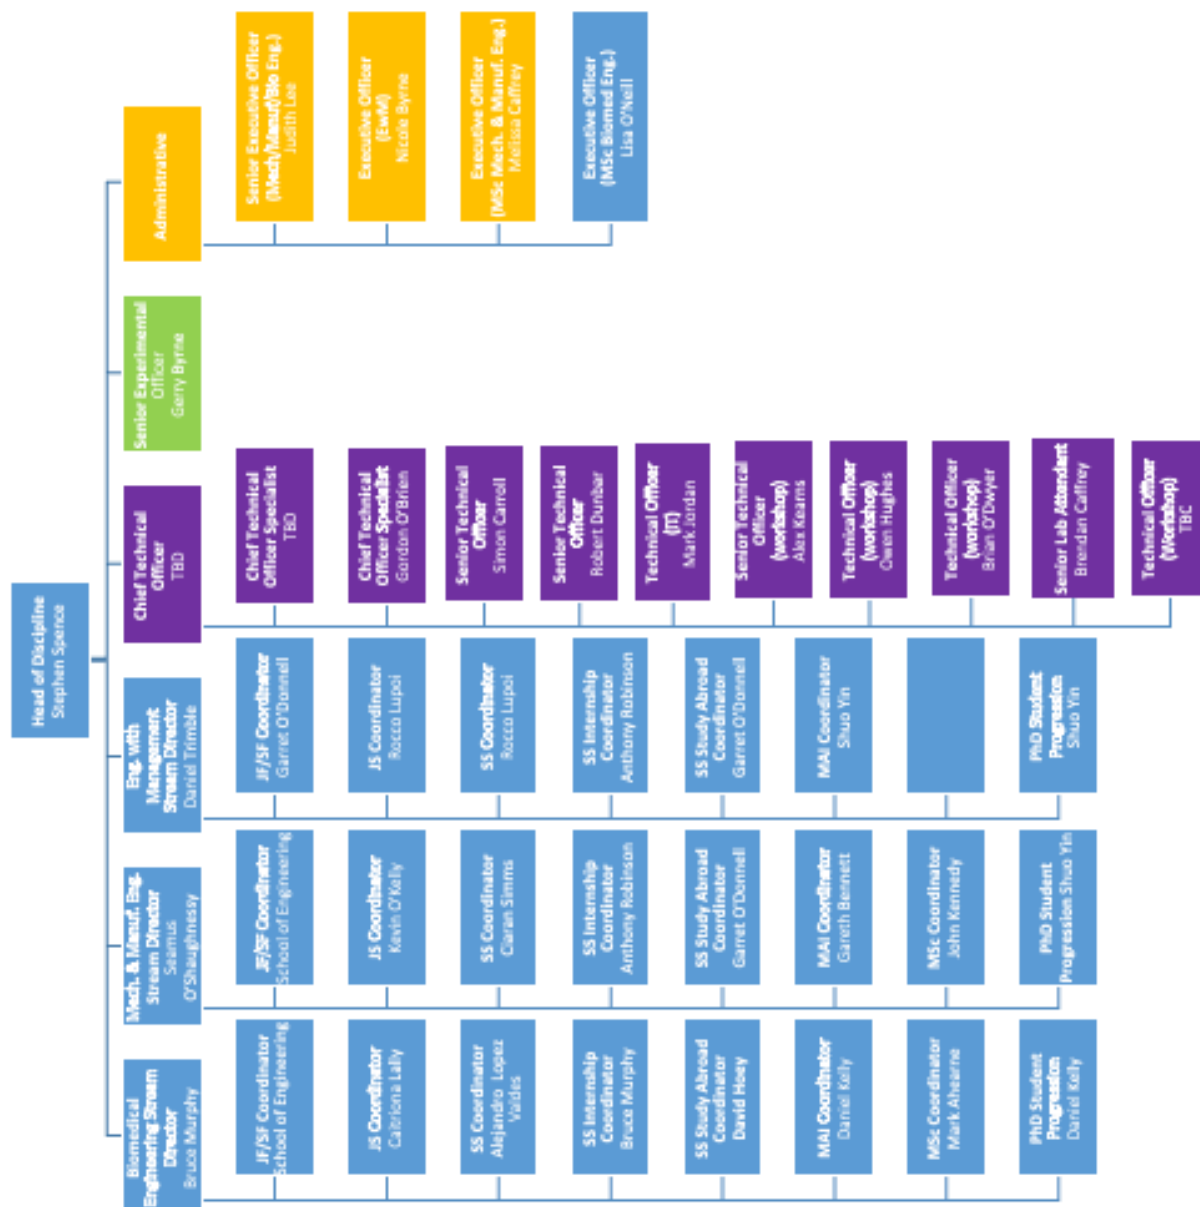 Head of Discipline
Stephen Spence
Biomedical
Engineering Stream
Director
Bruce Murphy
JF/SF Coordinator
School of Engineering
JS Coordinator
Caitriona Lally
SS Coordinator
Alejandro Lopez
Valdes
SS Internship
Coordinator
Bruce Murphy
SS Study Abroad
Coordinator
David Hoey
MAI Coordinator
Daniel Kelly
MSc Coordinator
Mark Ahearne
PhD Student
Progression
Daniel Kelly
Mech. & Manuf. Eng.
Stream Director
Seamus
O'Shaughnessy
JF/SF Coordinator
School of Engineering
JS Coordinator
Kevin O'Kelly
SS Coordinator
Ciaran Simms
SS Internship
Coordinator
Anthony Robinson
SS Study Abroad
Coordinator
Garret O'Donnell
MAI Coordinator
Gareth Bennett
MSc Coordinator
John Kennedy
PhD Student
Progression Shuo Yin
Eng. with
Management
Stream Director
Daniel Trimble
JF/SF Coordinator
Garret O'Donnell
JS Coordinator
Rocco Lupoi
SS Coordinator
Rocco Lupoi
SS Internship
Coordinator
Anthony Robinson
SS Study Abroad
Coordinator
Garret O'Donnell
MAI Coordinator
Shuo Yin
PhD Student
Progression
Shuo Yin
Chief Technical
Officer
TBD
Chief Technical
Officer Specialist
TBD
Chief Technical
Officer Specialist
Gordon O'Brien
Senior Technical
Officer
Simon Carroll
Senior Technical
Officer
Robert Dunbar
Technical Officer
(IT)
Mark Jordan
Senior Technical
Officer
(workshop)
Alex Kearns
Technical Officer
(workshop)
Owen Hughes
Technical Officer
(workshop)
Brian O'Dwyer
Senior Lab Attendant
Brendan Caffrey
Technical Officer
(Workshop)
TBC
Senior Experimental
Officer
Gerry Byrne
Administrative
Senior Executive Officer
(Mech/Manuf/Bio Eng.)
Judith Lee
Executive Officer
(EwM)
Nicole Byrne
Executive Officer
(MSc Mech. & Manuf. Eng.)
Melissa Caffrey
Executive Officer
(MSc Biomed Eng.)
Lisa O'Neill